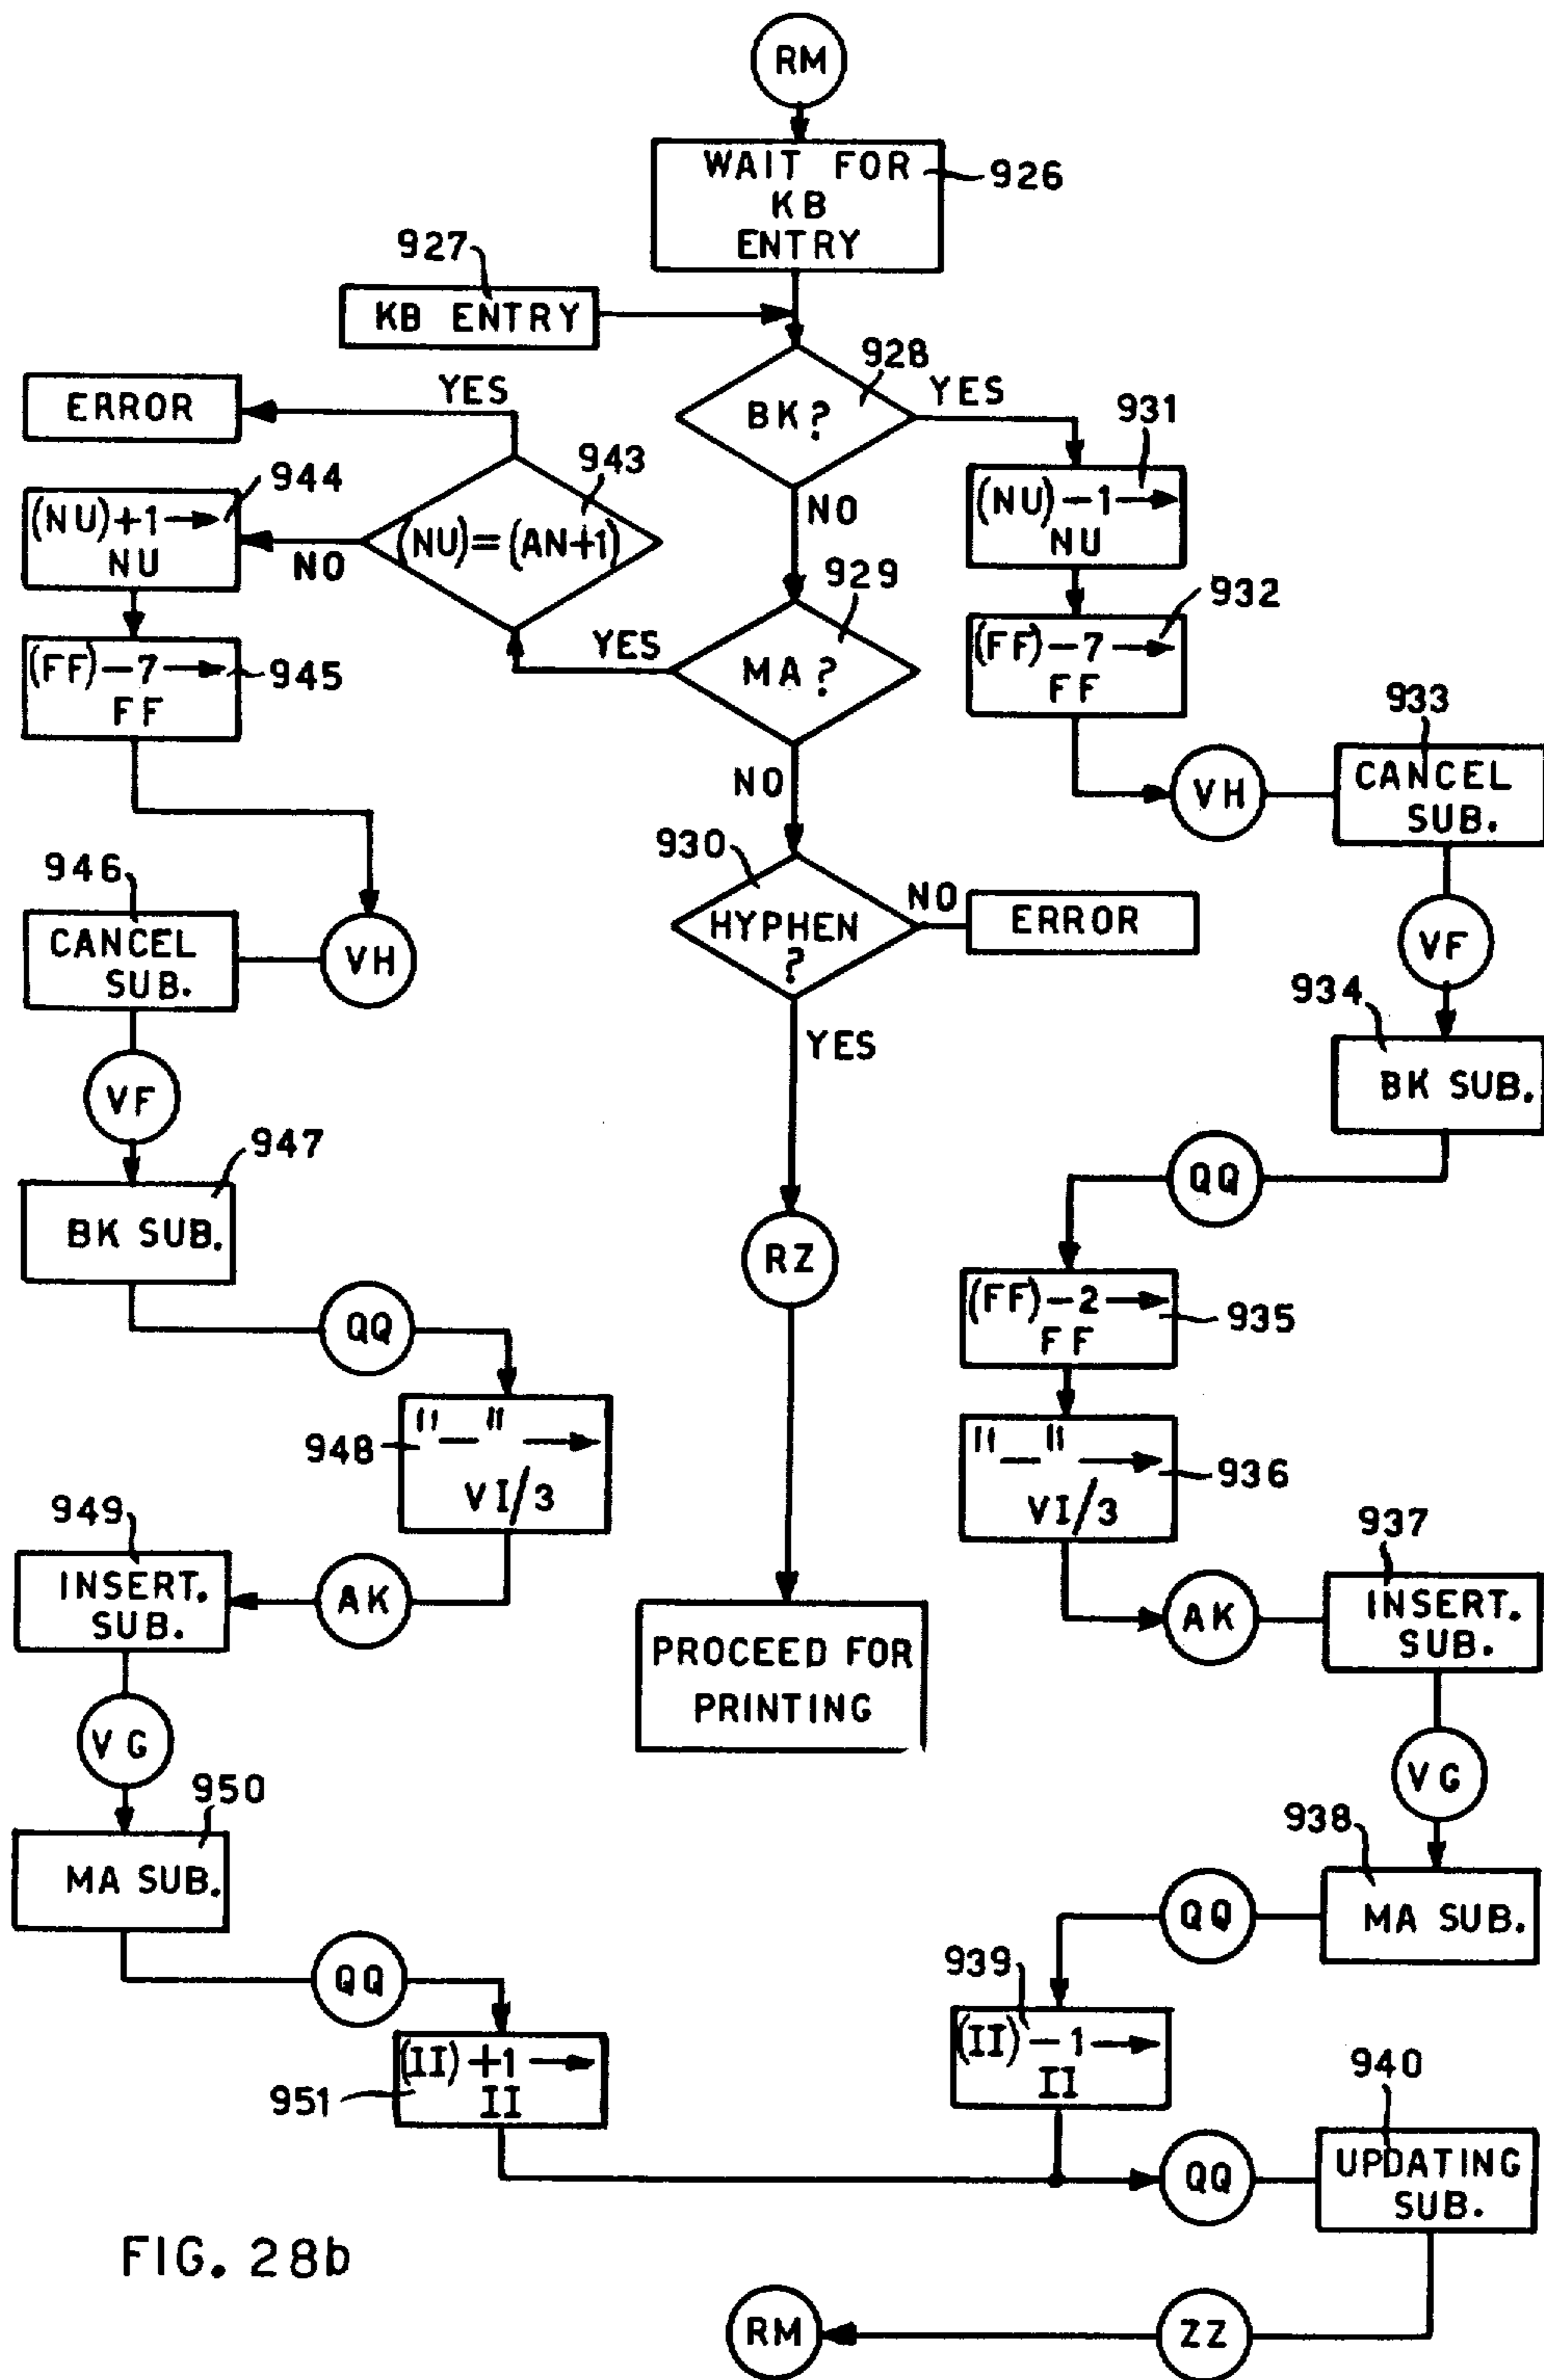 RM
WAIT FOR
KB
ENTRY
926
927
KB ENTRY
928
BK?
YES
NO
931
(NU)-1→
NU
932
(FF)-7→
FF
933
CANCEL
SUB.
VH
VF
934
BK SUB.
QQ
(FF)-2→
FF
935
"—"→
VI/3
936
AK
937
INSERT.
SUB.
VG
938
MA SUB.
QQ
939
(II)-1→
II
929
MA?
YES
NO
943
(NU)=(AN+1)
YES
ERROR
NO
944
(NU)+1→
NU
(FF)-7→
FF
945
VH
946
CANCEL
SUB.
VF
947
BK SUB.
QQ
948
"—"→
VI/3
AK
949
INSERT.
SUB.
VG
950
MA SUB.
QQ
951
(II)+1→
II
930
HYPHEN
?
NO
ERROR
YES
RZ
PROCEED FOR
PRINTING
QQ
940
UPDATING
SUB.
ZZ
RM
FIG. 28b